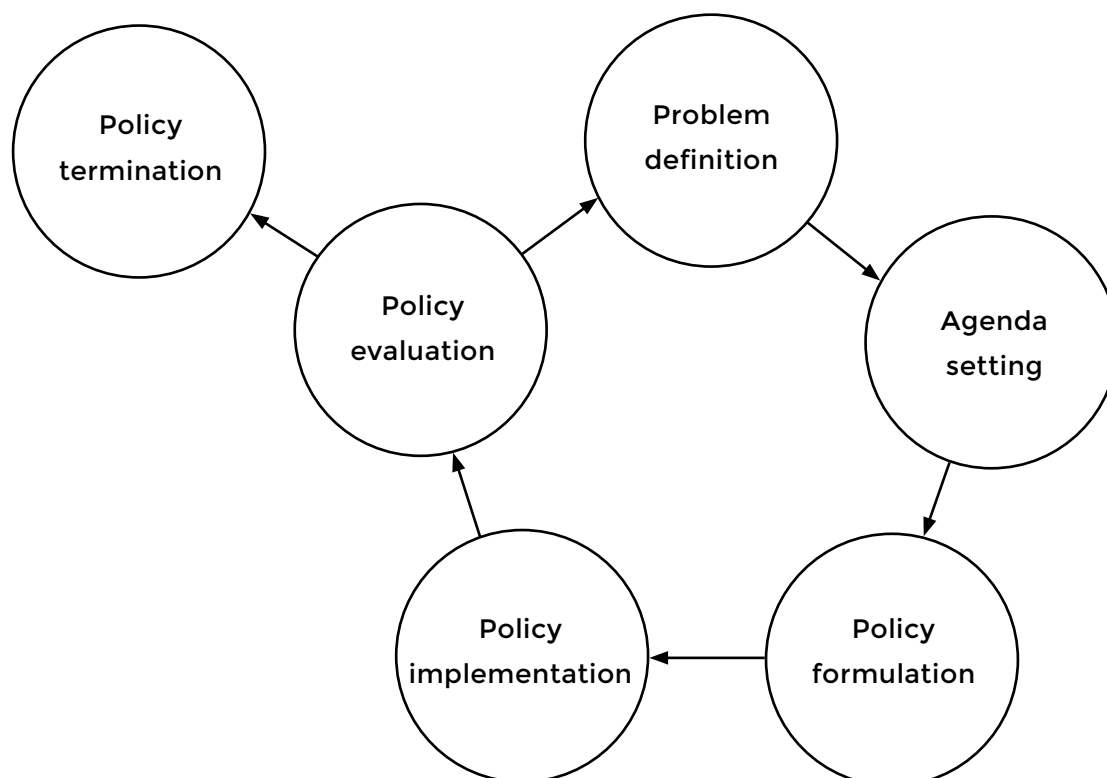 Policy
termination
Problem
definition
Policy
evaluation
Agenda
setting
Policy
implementation
Policy
formulation